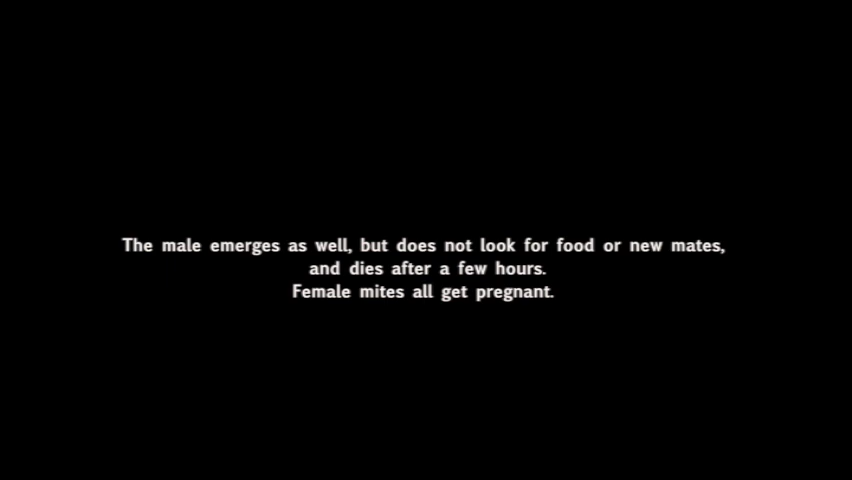 The male emerges as well, but does not look for food or new mates,
and dies after a few hours.
Female mites all get pregnant.